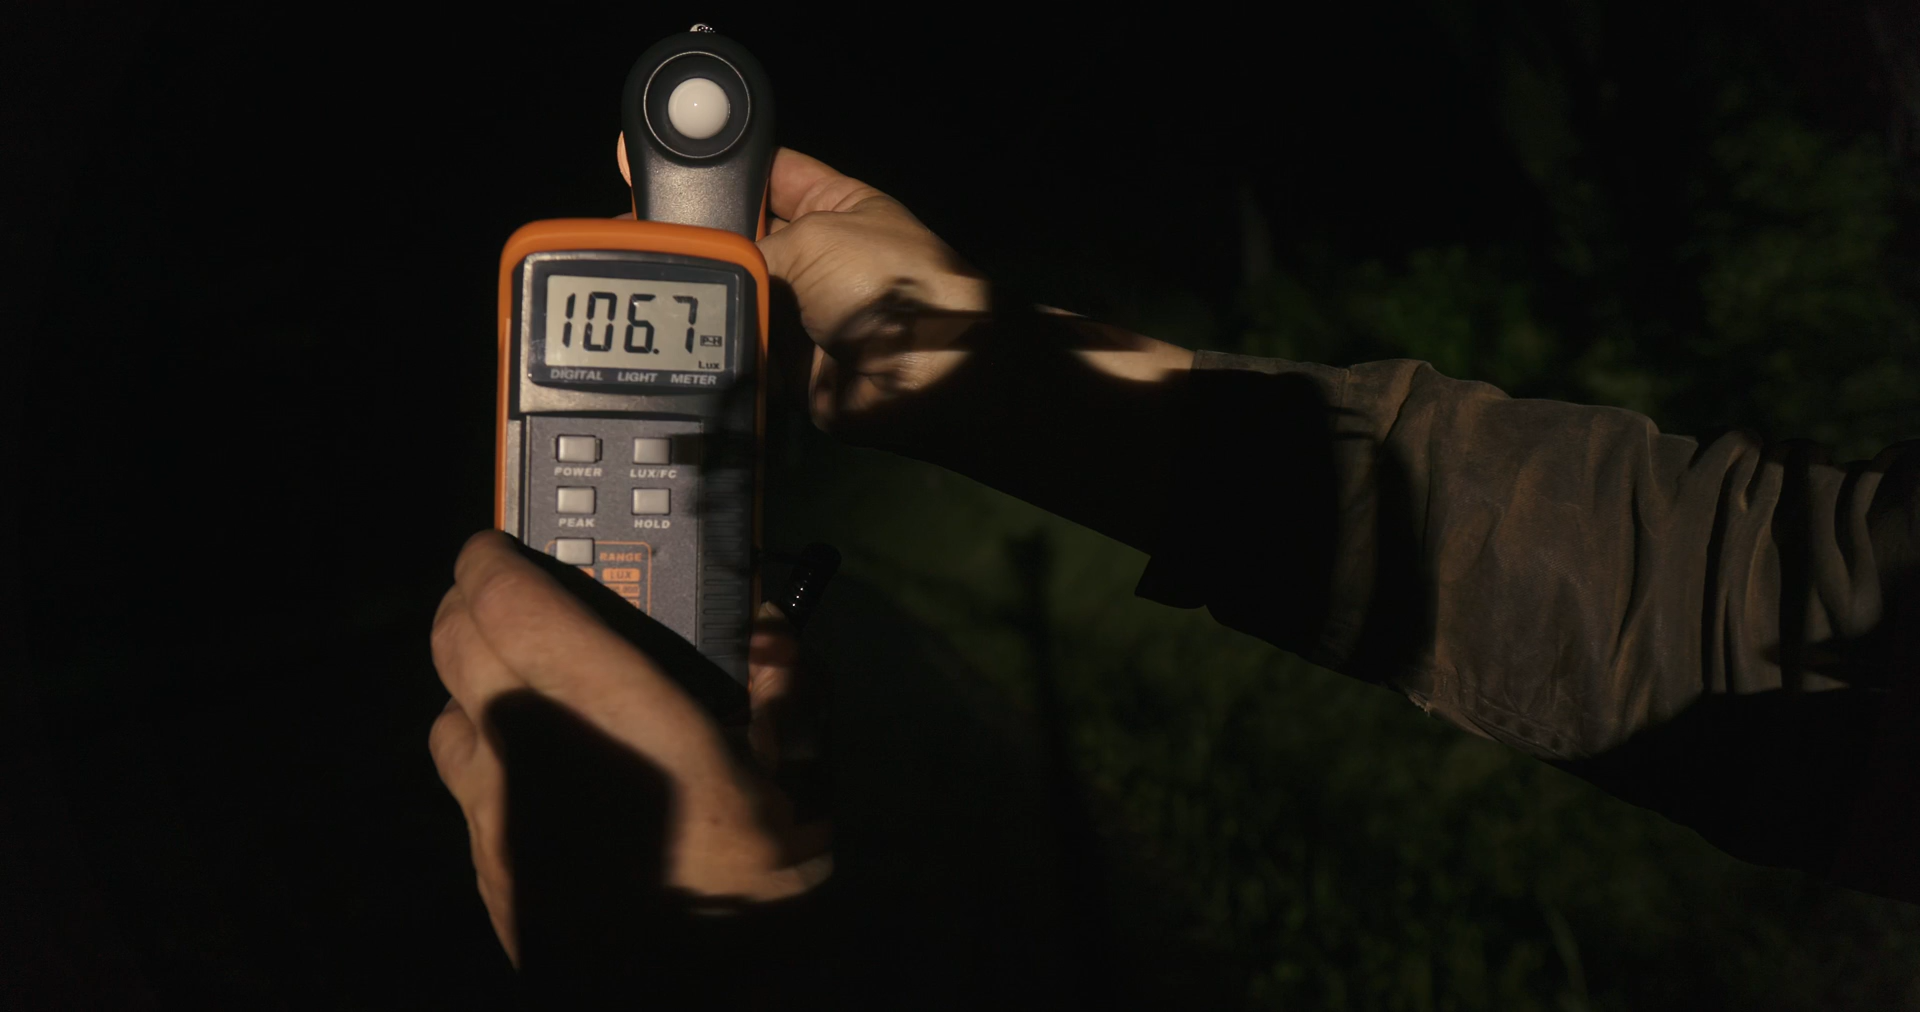 106.7
P-H
Lux
DIGITAL LIGHT METER
POWER LUX/FC
PEAK HOLD
RANGE
LUX